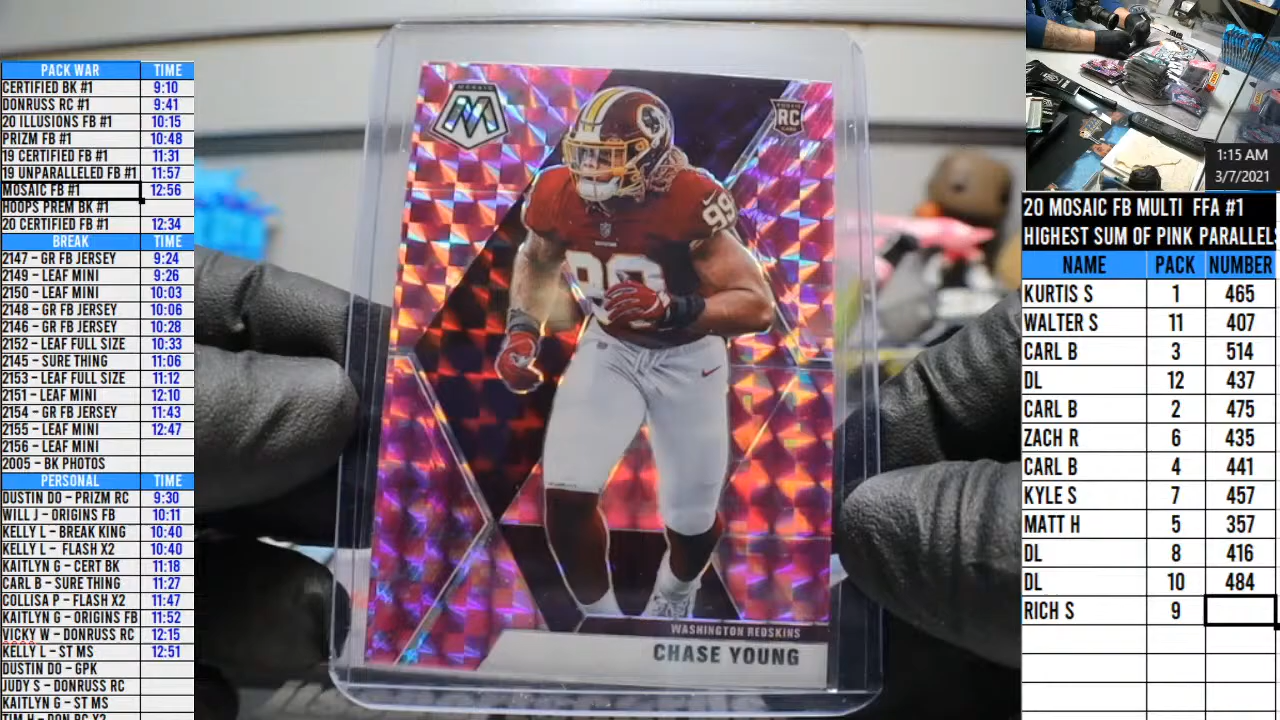 PACK WAR TIME
CERTIFIED BK #1 9:10
DONRUSS RC #1 9:41
20 ILLUSIONS FB #1 10:15
PRIZM FB #1 10:48
19 CERTIFIED FB #1 11:31
19 UNPARALLELED FB #1 11:57
MOSAIC FB #1 12:56
HOOPS PREM BK #1
20 CERTIFIED FB #1 12:34
BREAK TIME
2147 - GR FB JERSEY 9:24
2149 - LEAF MINI 9:26
2150 - LEAF MINI 10:03
2148 - GR FB JERSEY 10:06
2146 - GR FB JERSEY 10:28
2152 - LEAF FULL SIZE 10:33
2145 - SURE THING 11:06
2153 - LEAF FULL SIZE 11:12
2151 - LEAF MINI 12:10
2154 - GR FB JERSEY 11:43
2155 - LEAF MINI 12:47
2156 - LEAF MINI
2005 - BK PHOTOS
PERSONAL TIME
DUSTIN DO - PRIZM RC 9:30
WILL J - ORIGINS FB 10:11
KELLY L - BREAK KING 10:40
KELLY L - FLASH X2 10:40
KAITLYN G - CERT BK 11:18
CARL B - SURE THING 11:27
COLLISA P - FLASH X2 11:47
KAITLYN G - ORIGINS FB 11:52
VICKY W - DONRUSS RC 12:15
KELLY L - ST MS 12:51
DUSTIN DO - GPK
JUDY S - DONRUSS RC
KAITLYN G - ST MS
TIM H - DON RC X2
MOSAIC
M
RC
99
99
WASHINGTON REDSKINS
CHASE YOUNG
1:15 AM
3/7/2021
20 MOSAIC FB MULTI FFA #1
HIGHEST SUM OF PINK PARALLELS
NAME PACK NUMBER
KURTIS S 1 465
WALTER S 11 407
CARL B 3 514
DL 12 437
CARL B 2 475
ZACH R 6 435
CARL B 4 441
KYLE S 7 457
MATT H 5 357
DL 8 416
DL 10 484
RICH S 9